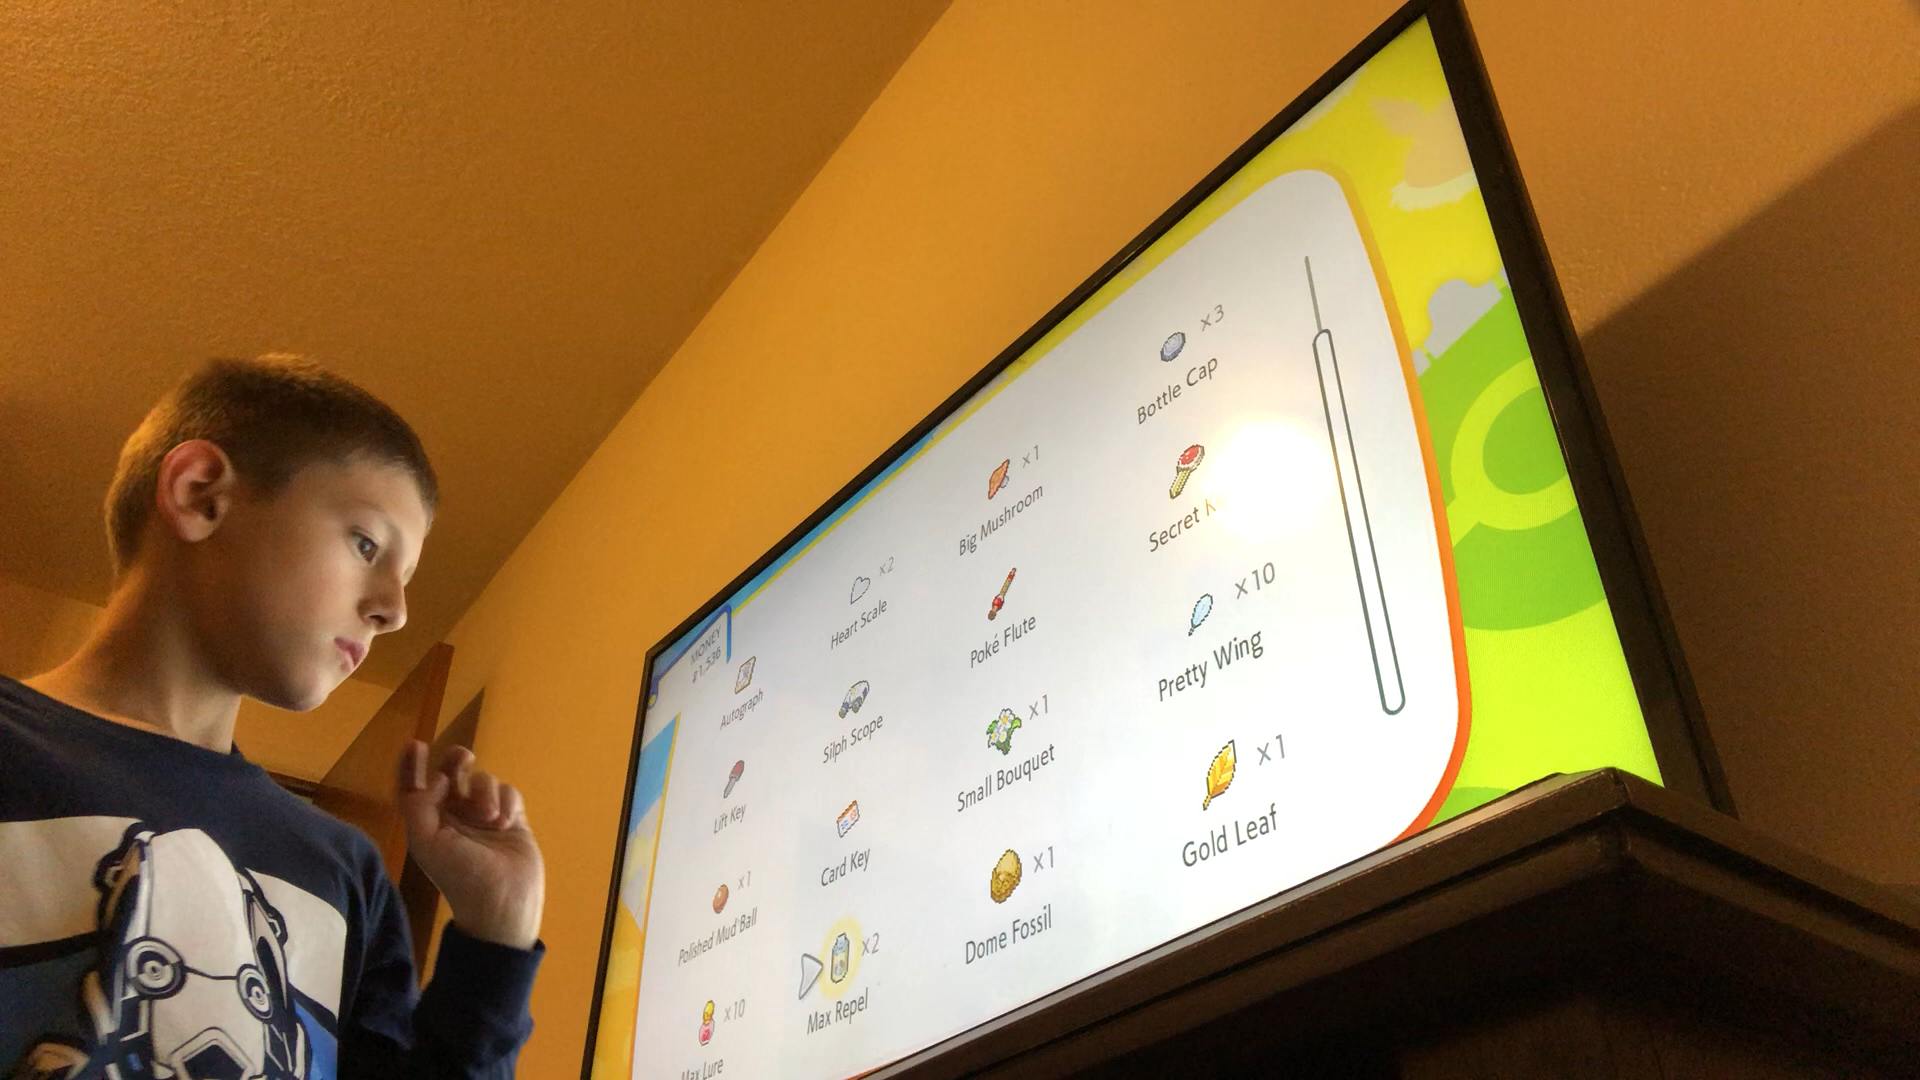 MONEY
₽1,536
Autograph
x2
Heart Scale
x1
Big Mushroom
x3
Bottle Cap
Lift Key
Silph Scope
Poké Flute
Secret
x1
Polished Mud Ball
Card Key
x1
Small Bouquet
x10
Pretty Wing
x10
Max Lure
x2
Max Repel
x1
Dome Fossil
x1
Gold Leaf